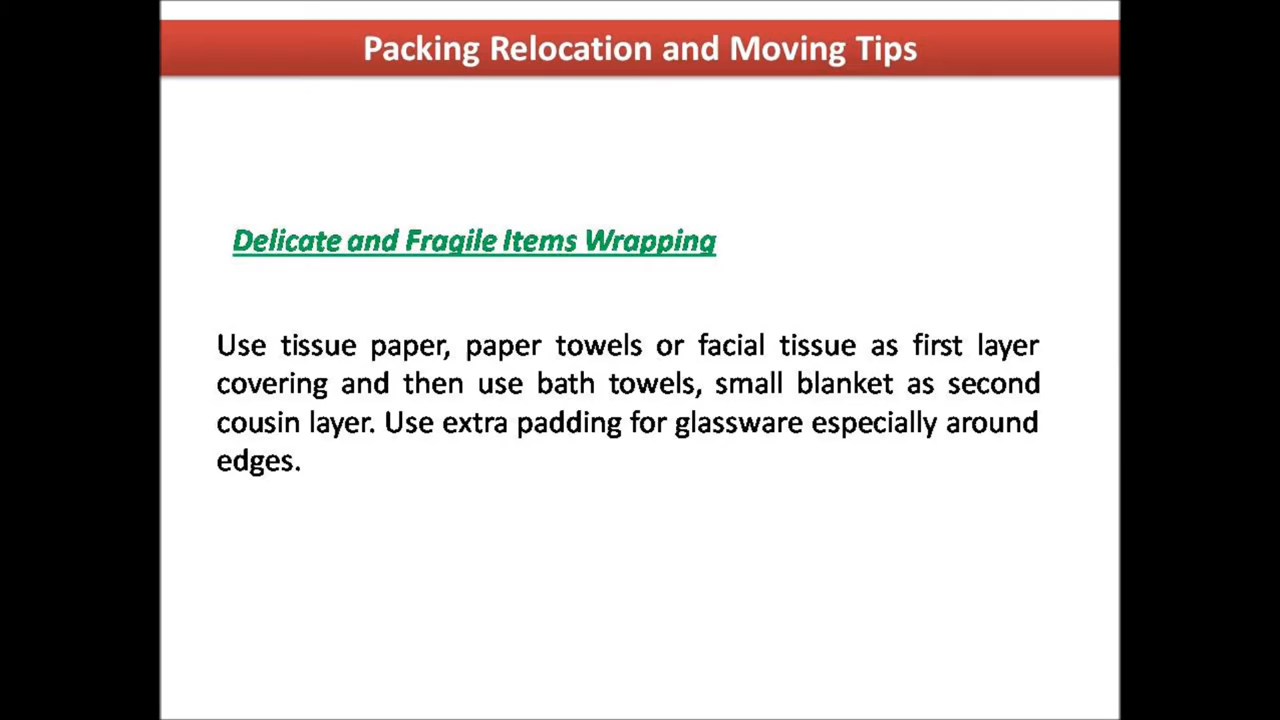 Packing Relocation and Moving Tips
Delicate and Fragile Items Wrapping
Use tissue paper, paper towels or facial tissue as first layer
covering and then use bath towels, small blanket as second
cousin layer. Use extra padding for glassware especially around
edges.